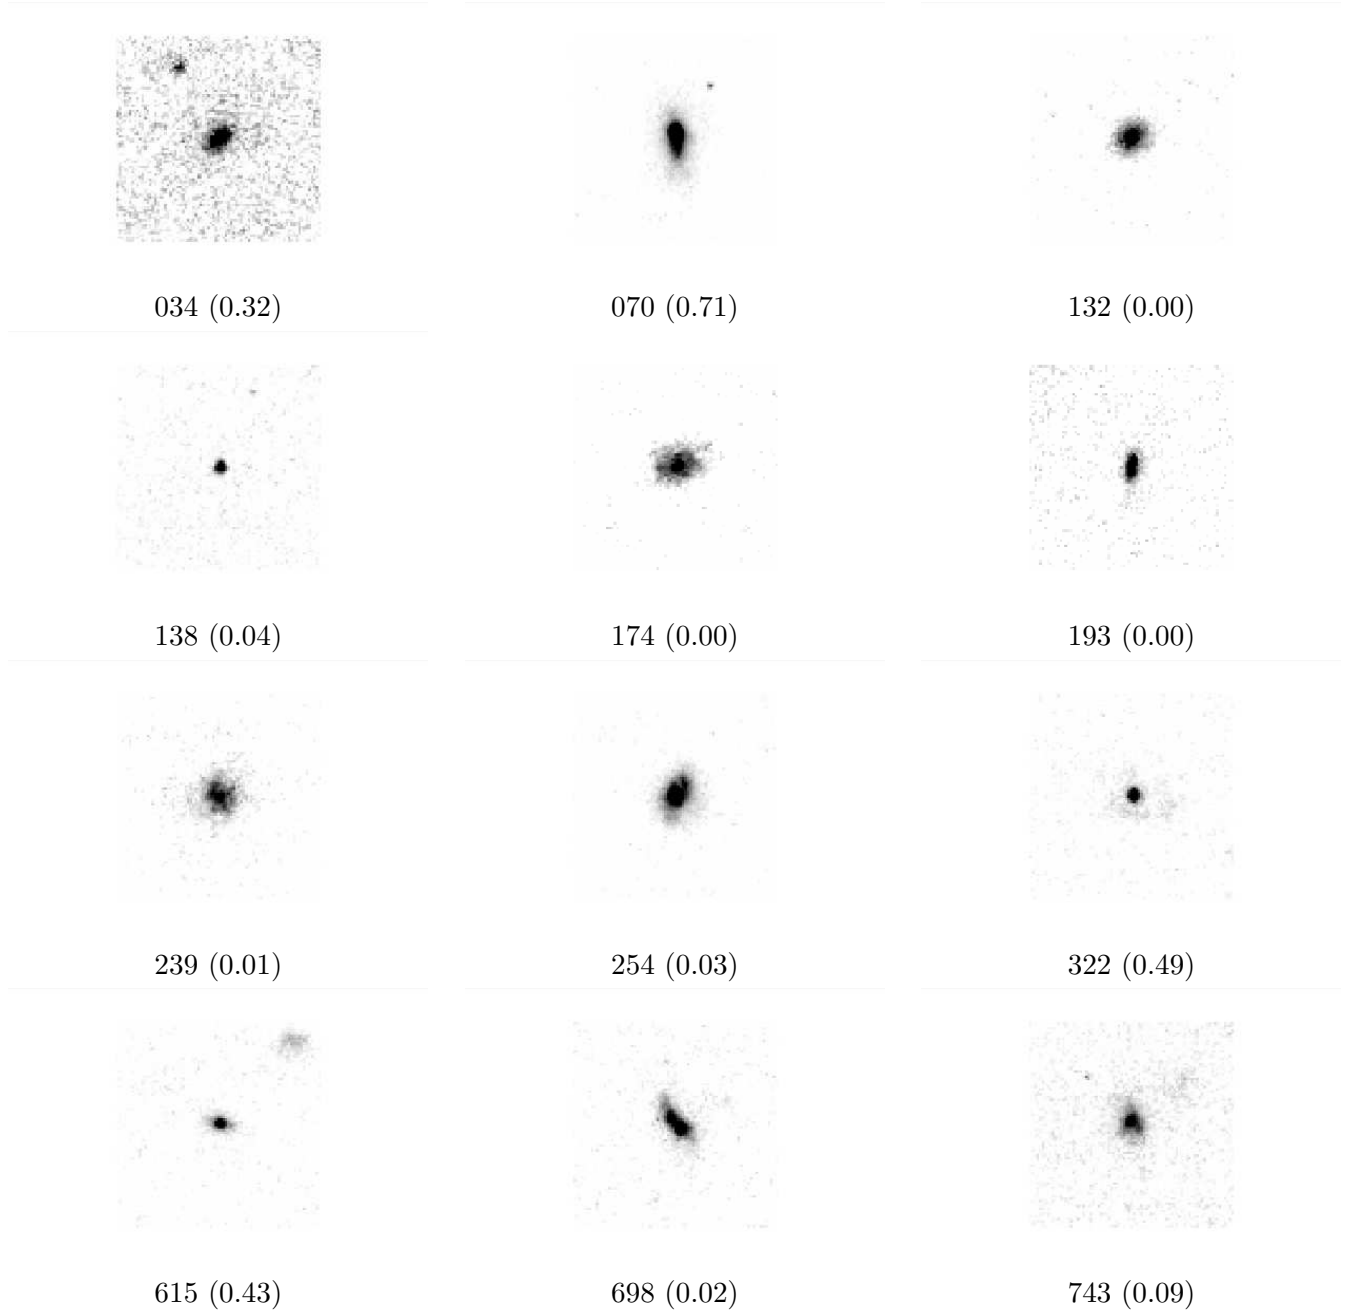 034 (0.32) 070 (0.71) 132 (0.00)
138 (0.04) 174 (0.00) 193 (0.00)
239 (0.01) 254 (0.03) 322 (0.49)
615 (0.43) 698 (0.02) 743 (0.09)